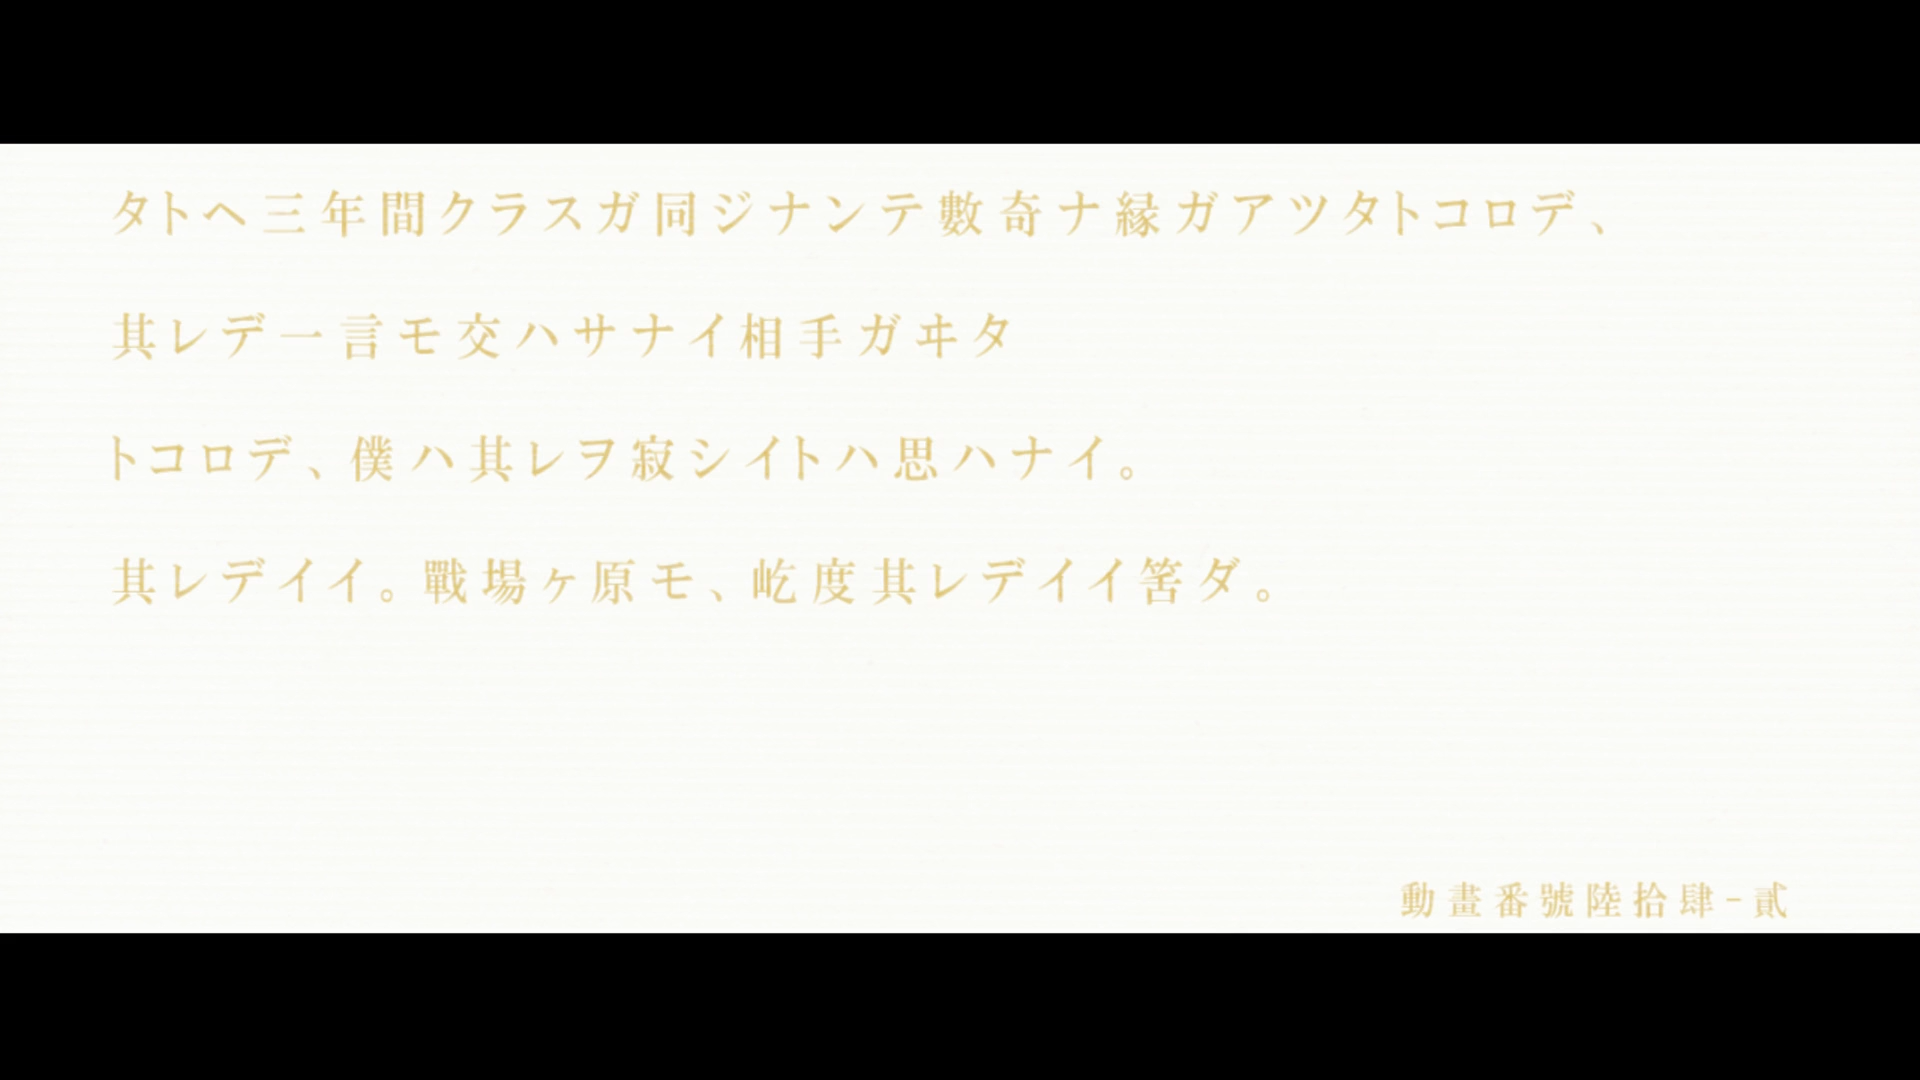 タトヘ三年間クラスガ同ジナンテ數奇ナ縁ガアツタトコロデ、
其レデ一言モ交ハサナイ相手ガヰタ
トコロデ、僕ハ其レヲ寂シイトハ思ハナイ。
其レデイイ。戰場ヶ原モ、屹度其レデイイ筈ダ。
動畫番號陸拾肆-貳